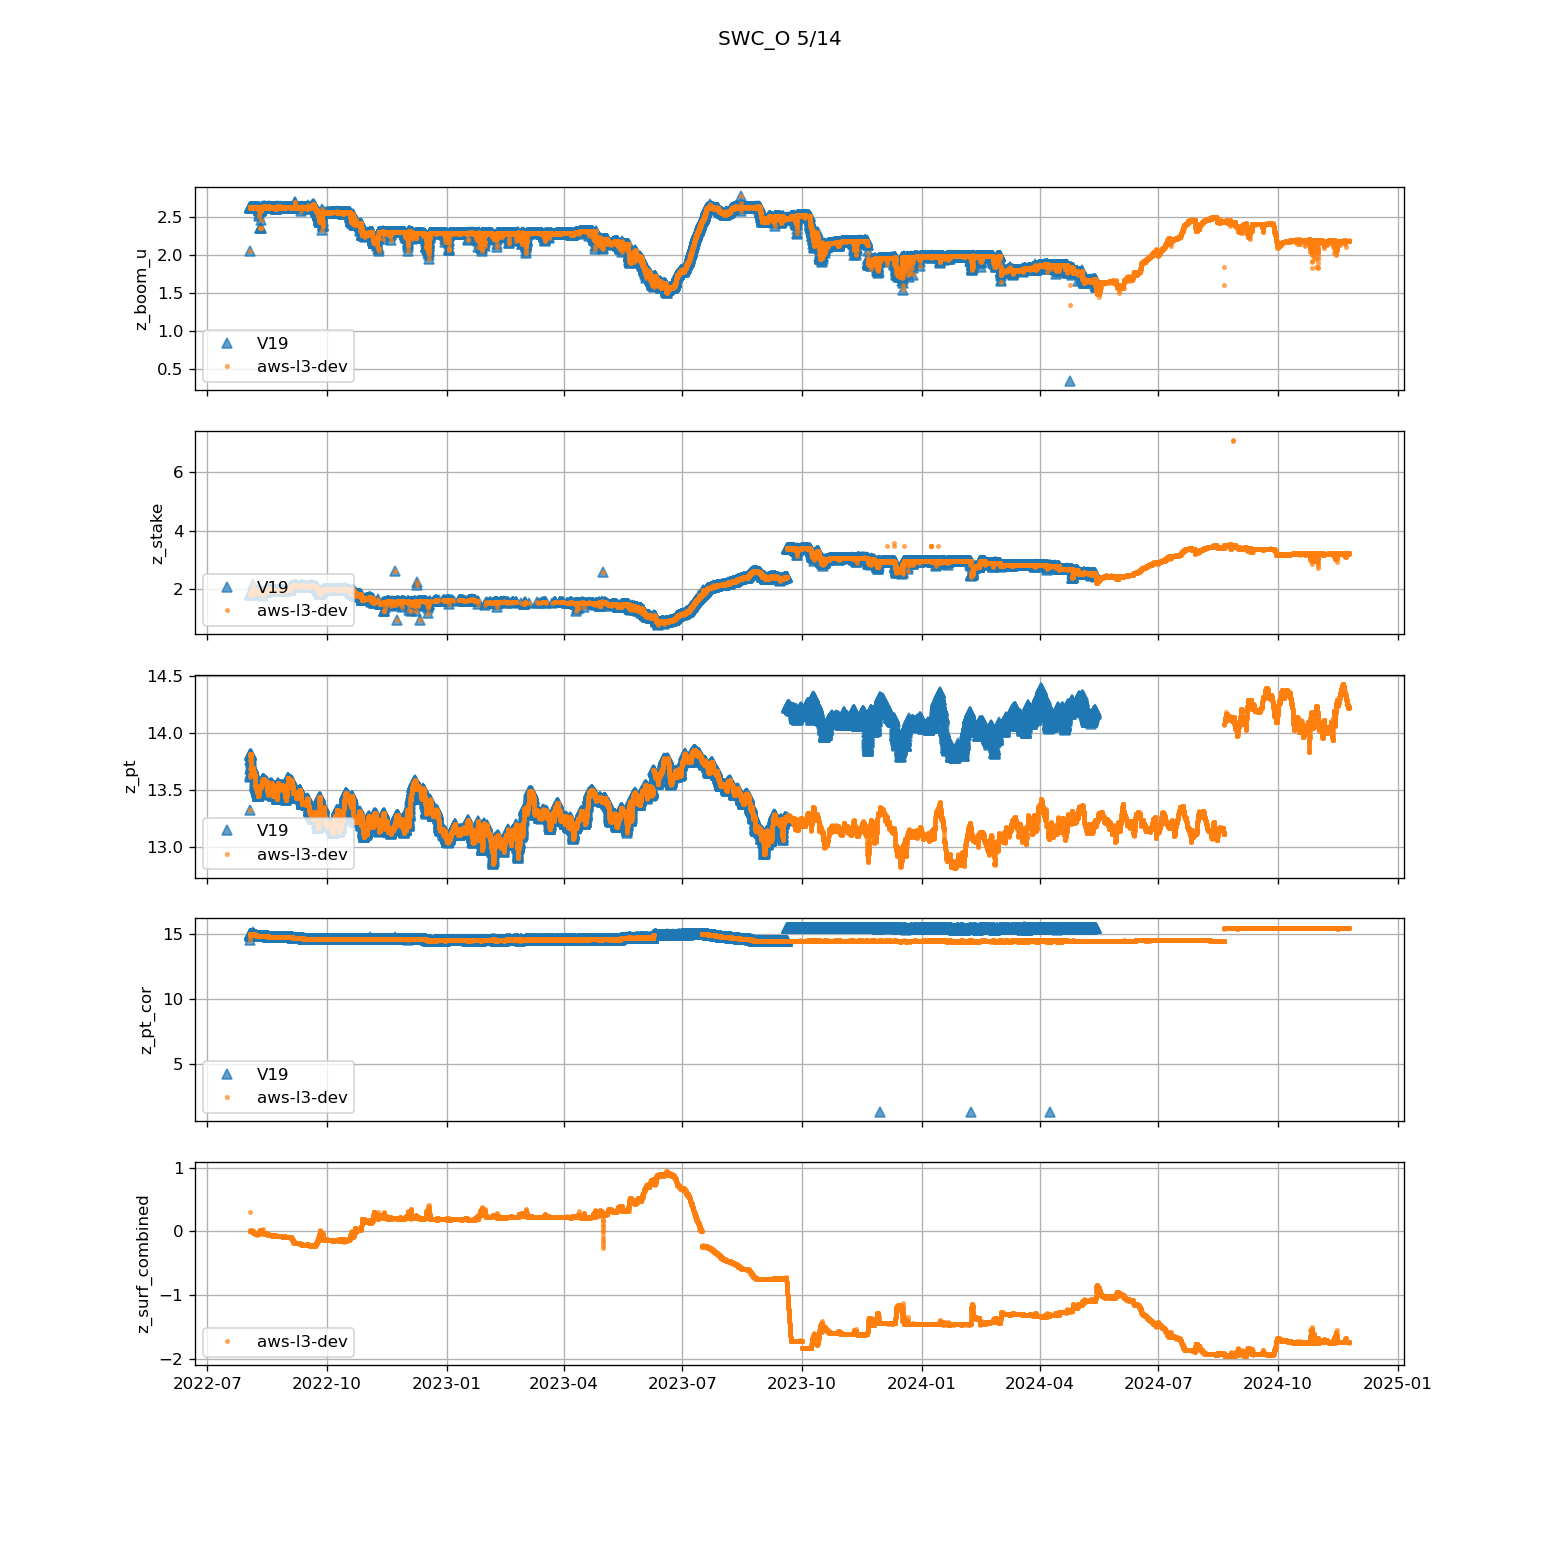 SWC_O 5/14
z_boom_u
2.5
2.0
1.5
1.0
0.5
V19
aws-l3-dev
z_stake
6
4
2
V19
aws-l3-dev
z_pt
14.5
14.0
13.5
13.0
V19
aws-l3-dev
z_pt_cor
15
10
5
V19
aws-l3-dev
z_surf_combined
1
0
−1
−2
aws-l3-dev
2022-07 2022-10 2023-01 2023-04 2023-07 2023-10 2024-01 2024-04 2024-07 2024-10 2025-01